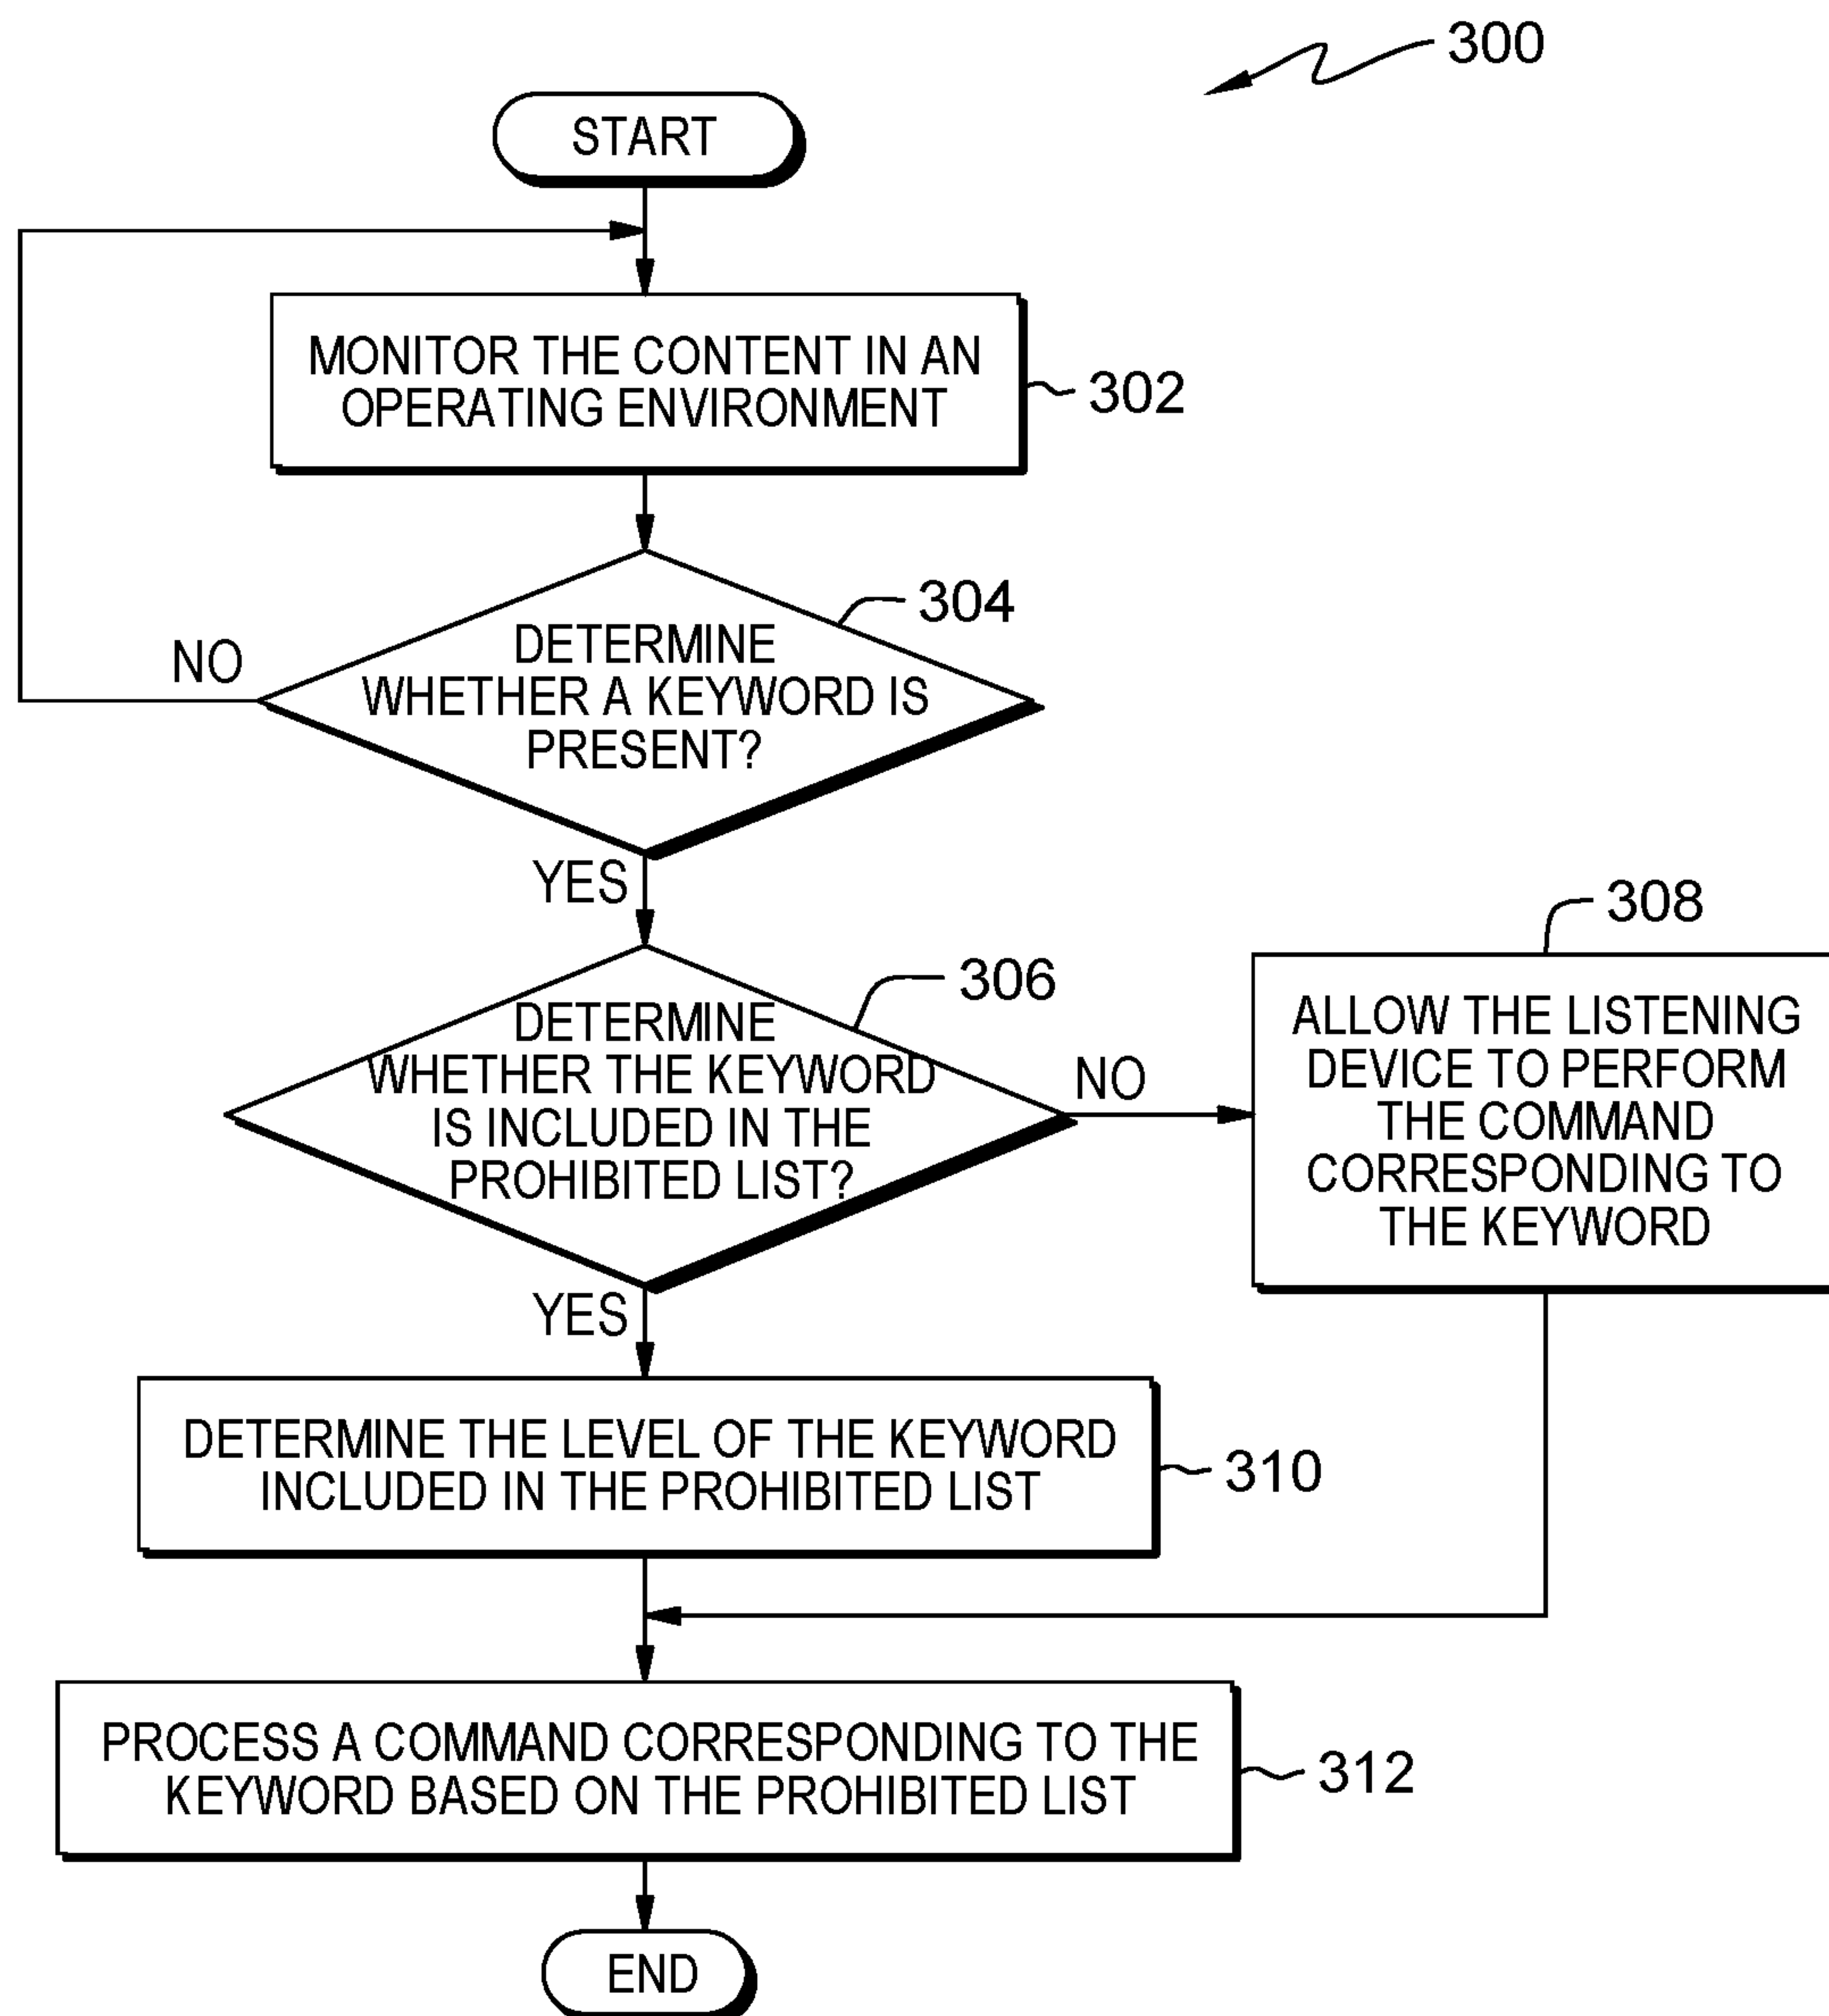 300
START
MONITOR THE CONTENT IN AN
OPERATING ENVIRONMENT
302
304
DETERMINE
WHETHER A KEYWORD IS
PRESENT?
NO
YES
306
DETERMINE
WHETHER THE KEYWORD
IS INCLUDED IN THE
PROHIBITED LIST?
NO
308
ALLOW THE LISTENING
DEVICE TO PERFORM
THE COMMAND
CORRESPONDING TO
THE KEYWORD
YES
DETERMINE THE LEVEL OF THE KEYWORD
INCLUDED IN THE PROHIBITED LIST
310
PROCESS A COMMAND CORRESPONDING TO THE
KEYWORD BASED ON THE PROHIBITED LIST
312
END